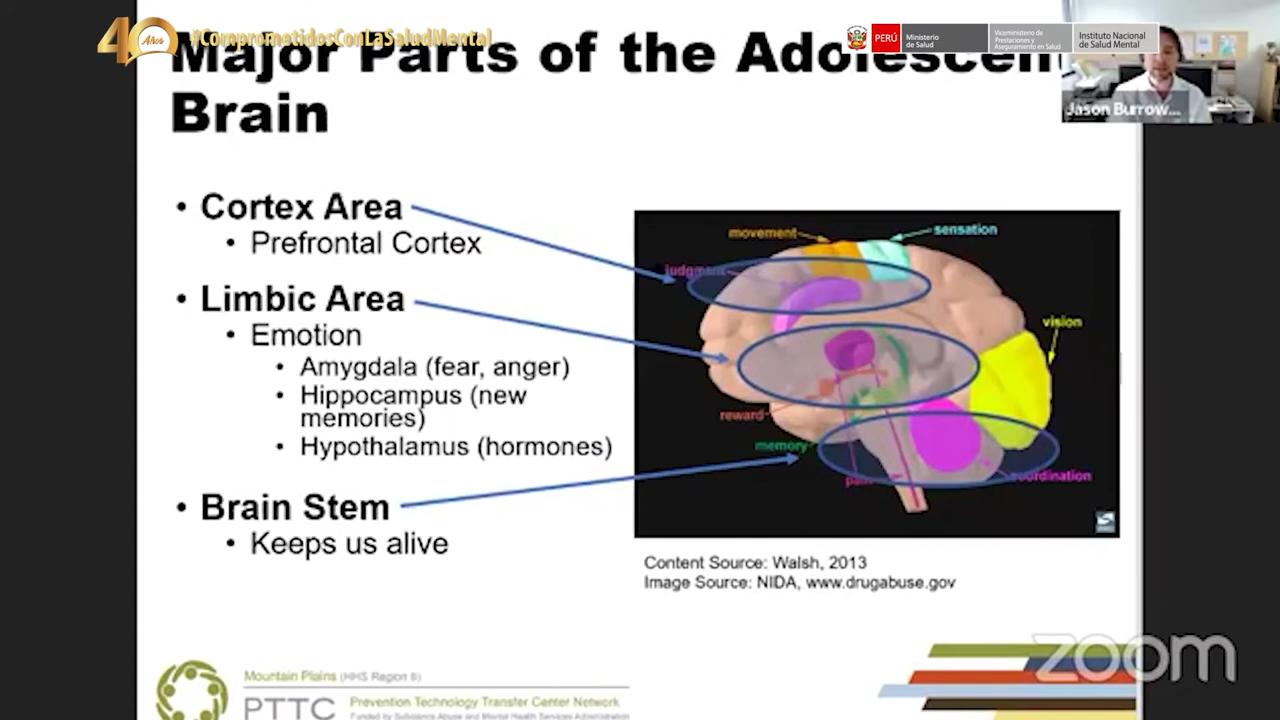 40 Años #ComprometidosConLaSaludMental
PERÚ Ministerio de Salud Viceministerio de Prestaciones y Aseguramiento en Salud Instituto Nacional de Salud Mental
Jason Burrow...
Major Parts of the Adolescent
Brain
• Cortex Area
• Prefrontal Cortex
• Limbic Area
• Emotion
• Amygdala (fear, anger)
• Hippocampus (new
memories)
• Hypothalamus (hormones)
• Brain Stem
• Keeps us alive
movement
sensation
judgment
vision
reward
memory
coordination
Content Source: Walsh, 2013
Image Source: NIDA, www.drugabuse.gov
Mountain Plains (HHS Region 8)
PTTC Prevention Technology Transfer Center Network
Funded by Substance Abuse and Mental Health Services Administration
zoom